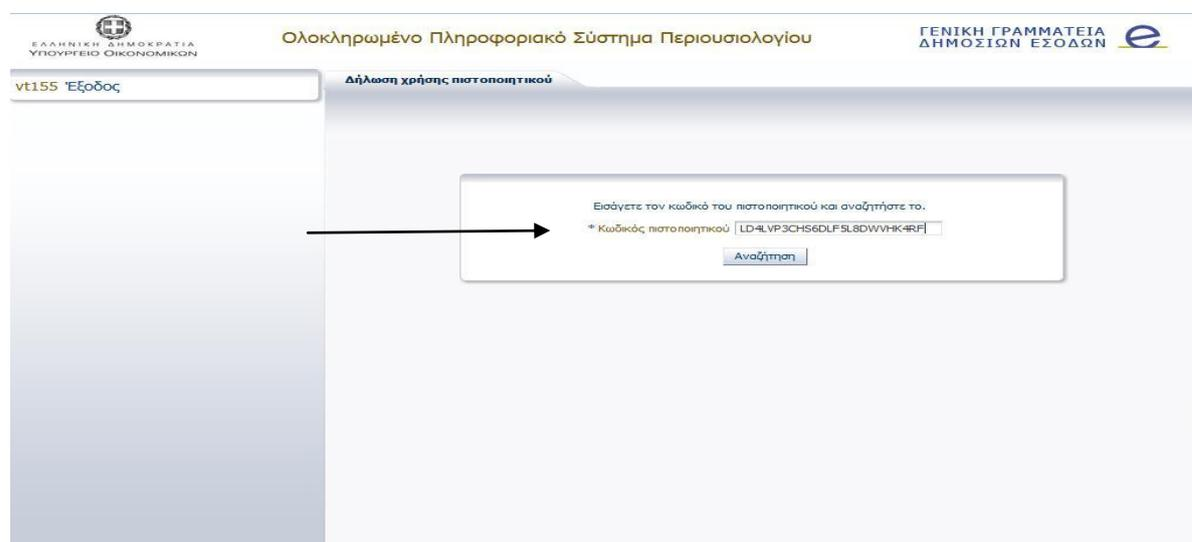 ΕΛΛΗΝΙΚΗ ΔΗΜΟΚΡΑΤΙΑ
ΥΠΟΥΡΓΕΙΟ ΟΙΚΟΝΟΜΙΚΩΝ
Ολοκληρωμένο Πληροφοριακό Σύστημα Περιουσιολογίου
ΓΕΝΙΚΗ ΓΡΑΜΜΑΤΕΙΑ
ΔΗΜΟΣΙΩΝ ΕΣΟΔΩΝ
vt155 Έξοδος
Δήλωση χρήσης πιστοποιητικού
Εισάγετε τον κωδικό του πιστοποιητικού και αναζητήστε το.
* Κωδικός πιστοποιητικού LD4LVP3CHS6DLF5L8DWVHK4RF
Αναζήτηση